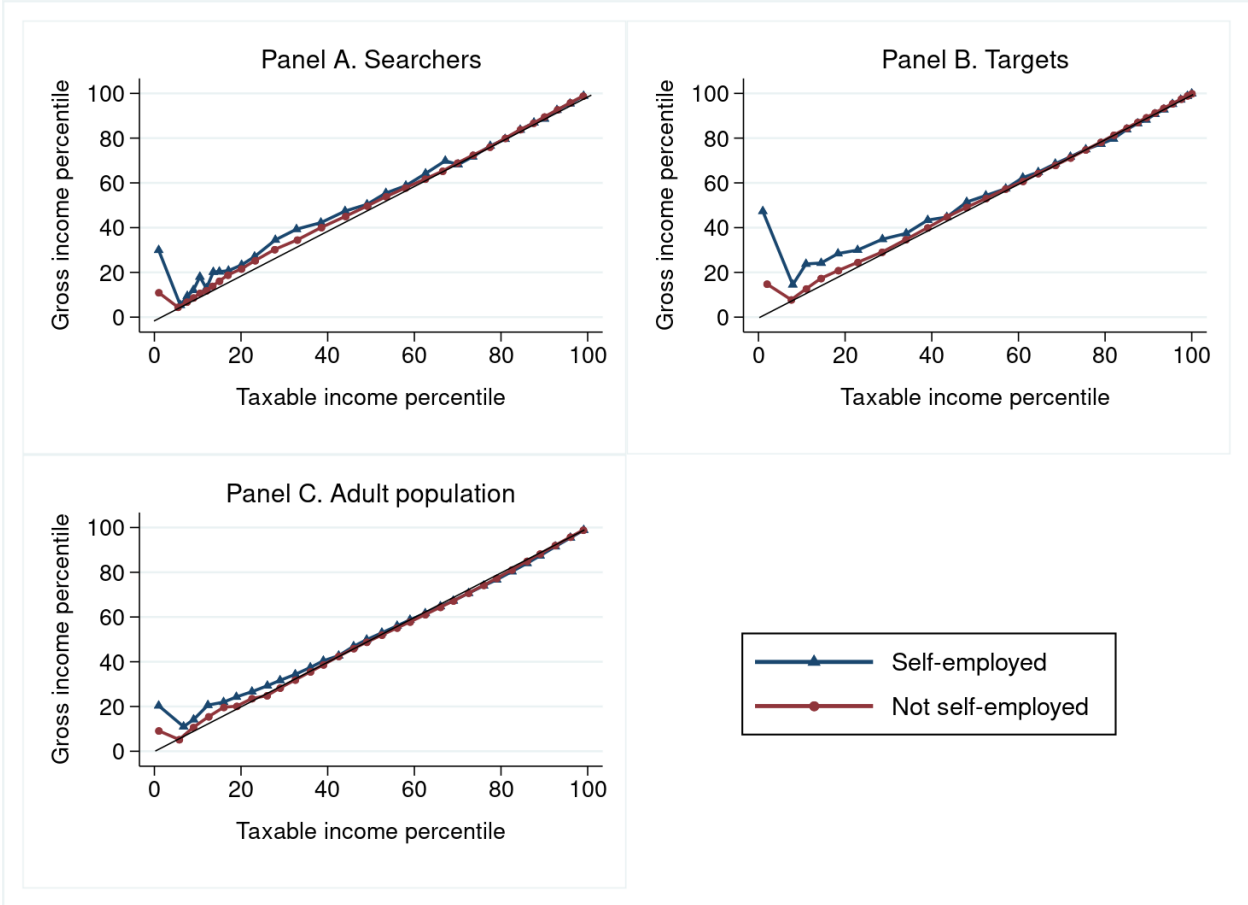 Panel A. Searchers
Gross income percentile
100
80
60
40
20
0
0 20 40 60 80 100
Taxable income percentile
Panel B. Targets
Gross income percentile
100
80
60
40
20
0
0 20 40 60 80 100
Taxable income percentile
Panel C. Adult population
Gross income percentile
100
80
60
40
20
0
0 20 40 60 80 100
Taxable income percentile
Self-employed
Not self-employed